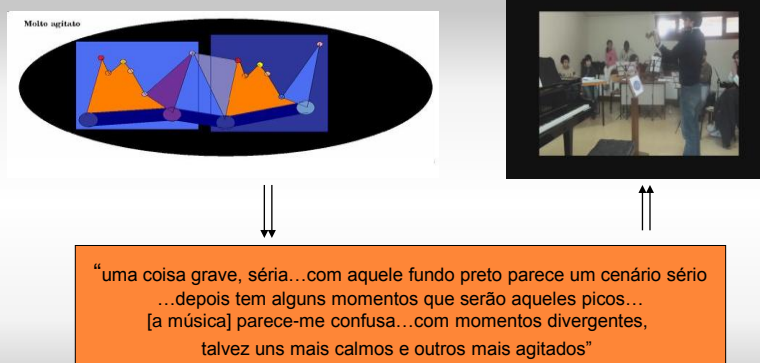 Molto agitato
“uma coisa grave, séria…com aquele fundo preto parece um cenário sério
…depois tem alguns momentos que serão aqueles picos…
[a música] parece-me confusa…com momentos divergentes,
talvez uns mais calmos e outros mais agitados”